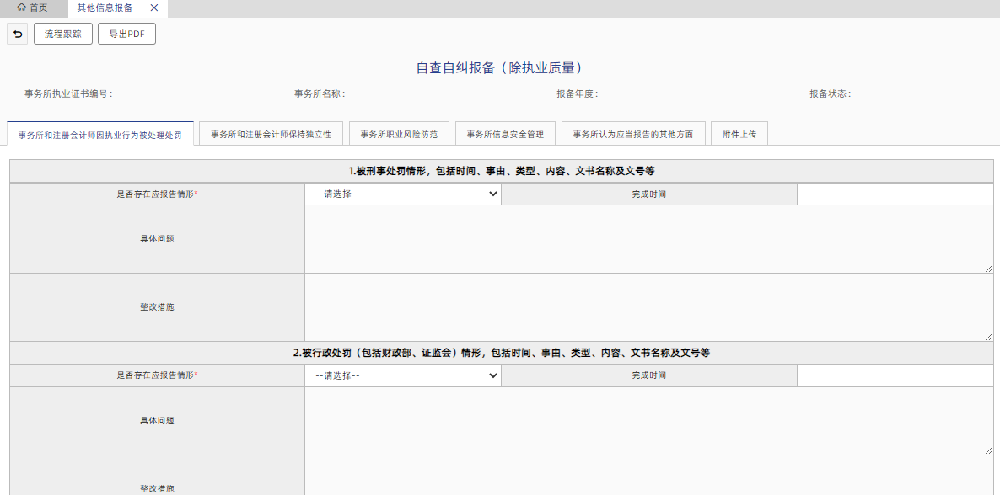 首页 其他信息报备
流程跟踪 导出PDF
自查自纠报备（除执业质量）
事务所执业证书编号： 事务所名称： 报备年度： 报备状态：
事务所和注册会计师因执业行为被处理处罚 事务所和注册会计师保持独立性 事务所职业风险防范 事务所信息安全管理 事务所认为应当报告的其他方面 附件上传
1.被刑事处罚情形，包括时间、事由、类型、内容、文书名称及文号等
是否存在应报告情形* --请选择-- 完成时间
具体问题
整改措施
2.被行政处罚（包括财政部、证监会）情形，包括时间、事由、类型、内容、文书名称及文号等
是否存在应报告情形* --请选择-- 完成时间
具体问题
整改措施